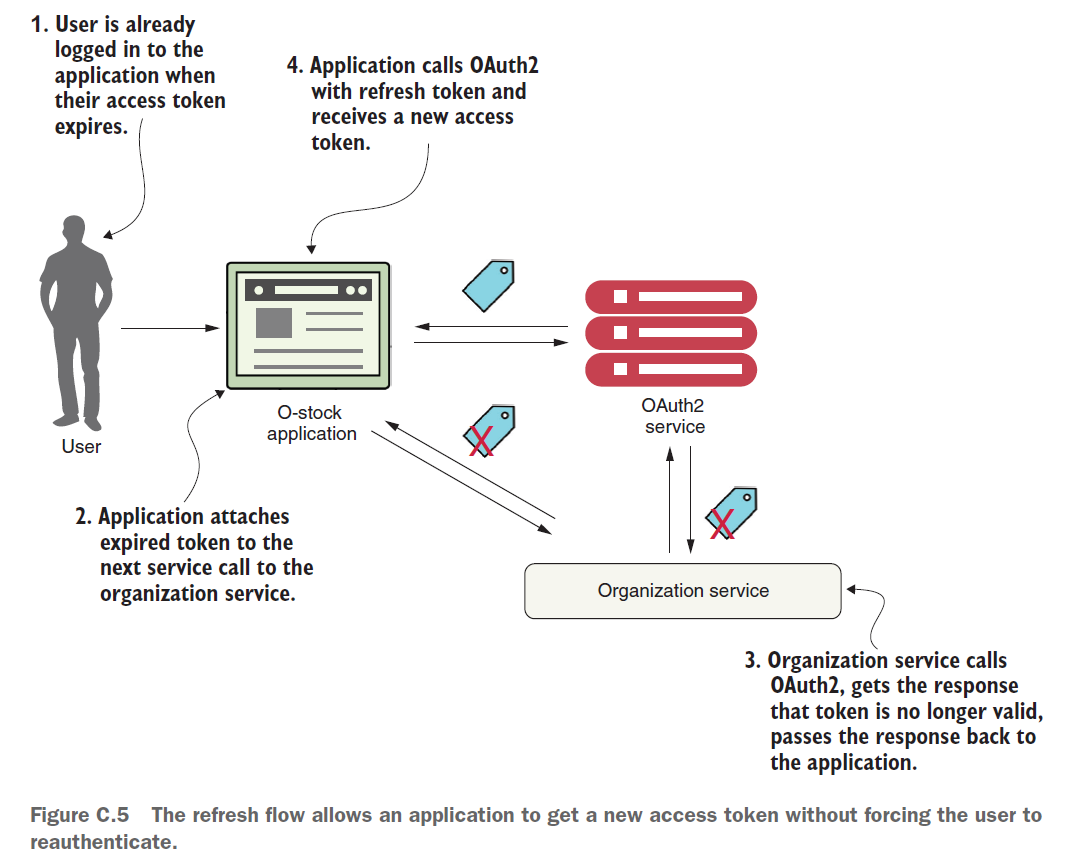 1. User is already
logged in to the
application when
their access token
expires.
4. Application calls OAuth2
with refresh token and
receives a new access
token.
User
O-stock
application
OAuth2
service
2. Application attaches
expired token to the
next service call to the
organization service.
Organization service
3. Organization service calls
OAuth2, gets the response
that token is no longer valid,
passes the response back to
the application.
Figure C.5 The refresh flow allows an application to get a new access token without forcing the user to
reauthenticate.